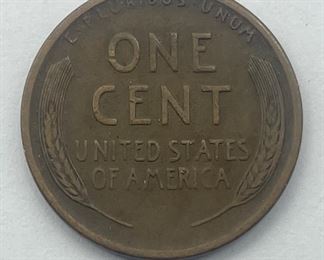 E·PLURIBUS·UNUM
ONE
CENT
UNITED STATES
OF AMERICA